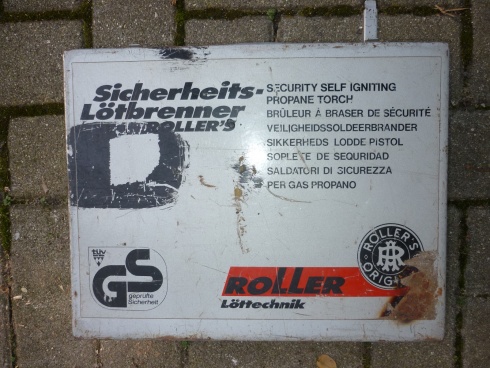 Sicherheits-
Lötbrenner
ROLLER'S
SECURITY SELF IGNITING
PROPANE TORCH
BRÛLEUR À BRASER DE SÉCURITÉ
VEILIGHEIDSSOLDEERBRANDER
SIKKERHEDS LODDE PISTOL
SOPLETE DE SEQURIDAD
SALDATORI DI SICUREZZA
PER GAS PROPANO
TÜV
GS
geprüfte
Sicherheit
ROLLER
Löttechnik
ROLLER'S
R